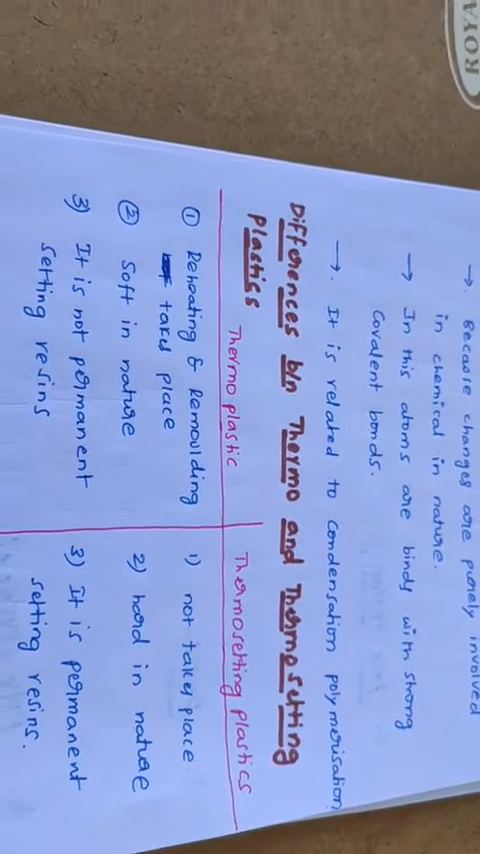 ROYA
→. Because changes are purely involved
in chemical in nature.
→ In this atoms are binds with strong
Covalent bonds.
→. It is related to condensation polymerisation
Differences b/n Thermo and Thermosetting
Plastics
Thermo plastic
Thermosetting plastics
① Reheating & Remoulding
takes place
1) not takes place
② Soft in nature
2) hard in nature
3) It is not permanent
setting resins
3) It is permanent
setting resins.